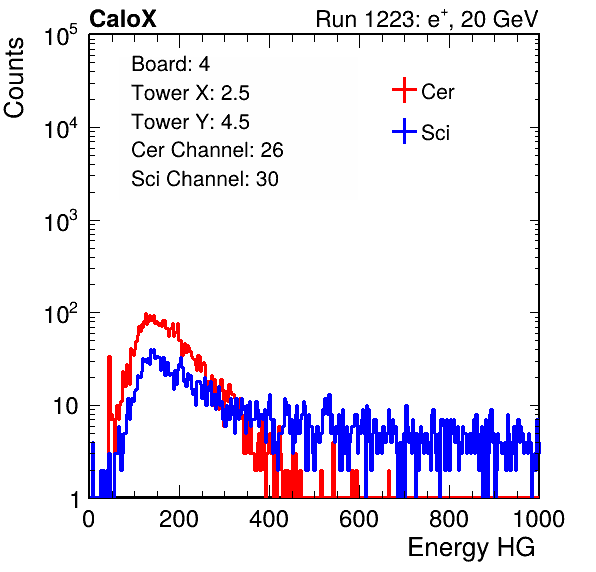 CaloX Run 1223: e⁺, 20 GeV
Counts
10⁵
10⁴
10³
10²
10
1
Board: 4
Tower X: 2.5
Tower Y: 4.5
Cer Channel: 26
Sci Channel: 30
Cer
Sci
0 200 400 600 800 1000
Energy HG